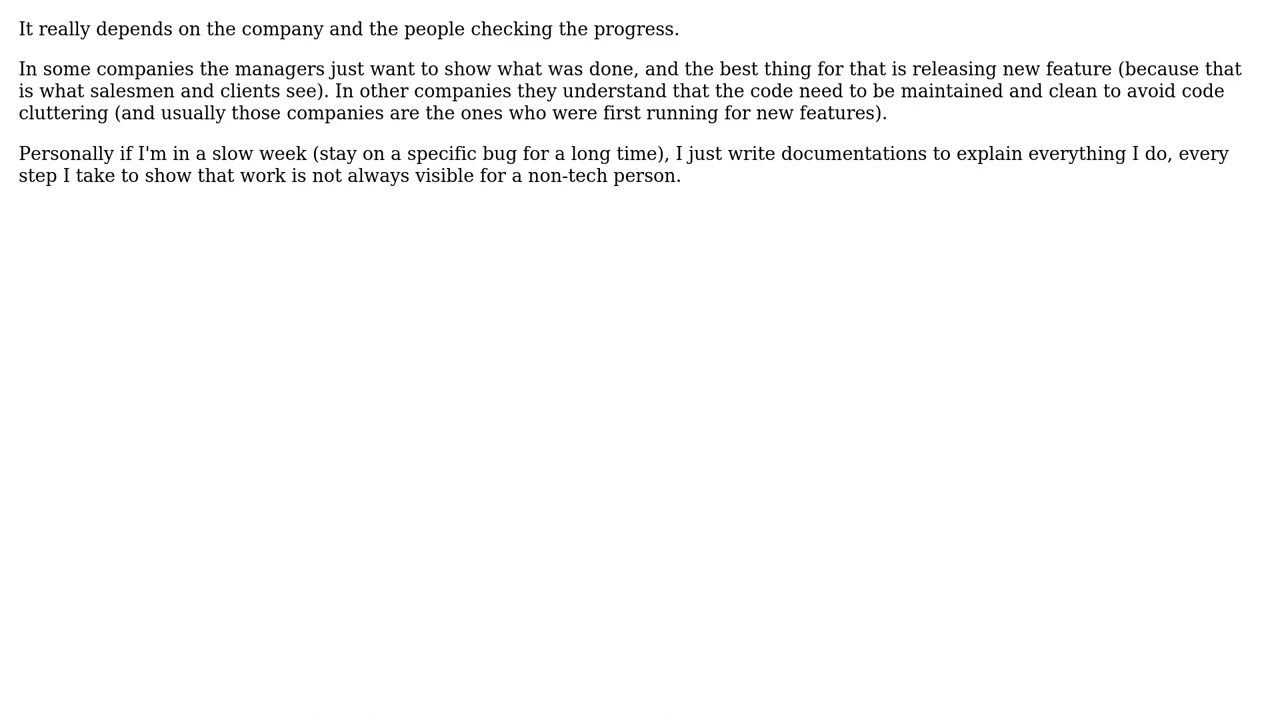 It really depends on the company and the people checking the progress.
In some companies the managers just want to show what was done, and the best thing for that is releasing new feature (because that
is what salesmen and clients see). In other companies they understand that the code need to be maintained and clean to avoid code
cluttering (and usually those companies are the ones who were first running for new features).
Personally if I'm in a slow week (stay on a specific bug for a long time), I just write documentations to explain everything I do, every
step I take to show that work is not always visible for a non-tech person.